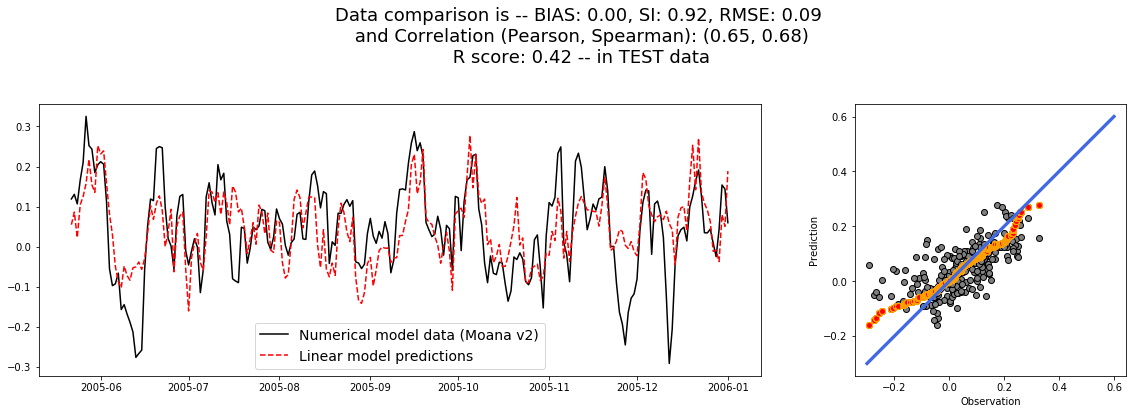 Data comparison is -- BIAS: 0.00, SI: 0.92, RMSE: 0.09
and Correlation (Pearson, Spearman): (0.65, 0.68)
R score: 0.42 -- in TEST data
0.3
0.2
0.1
0.0
−0.1
−0.2
−0.3
2005-06 2005-07 2005-08 2005-09 2005-10 2005-11 2005-12 2006-01
Numerical model data (Moana v2)
Linear model predictions
Prediction
0.6
0.4
0.2
0.0
−0.2
−0.2 0.0 0.2 0.4 0.6
Observation